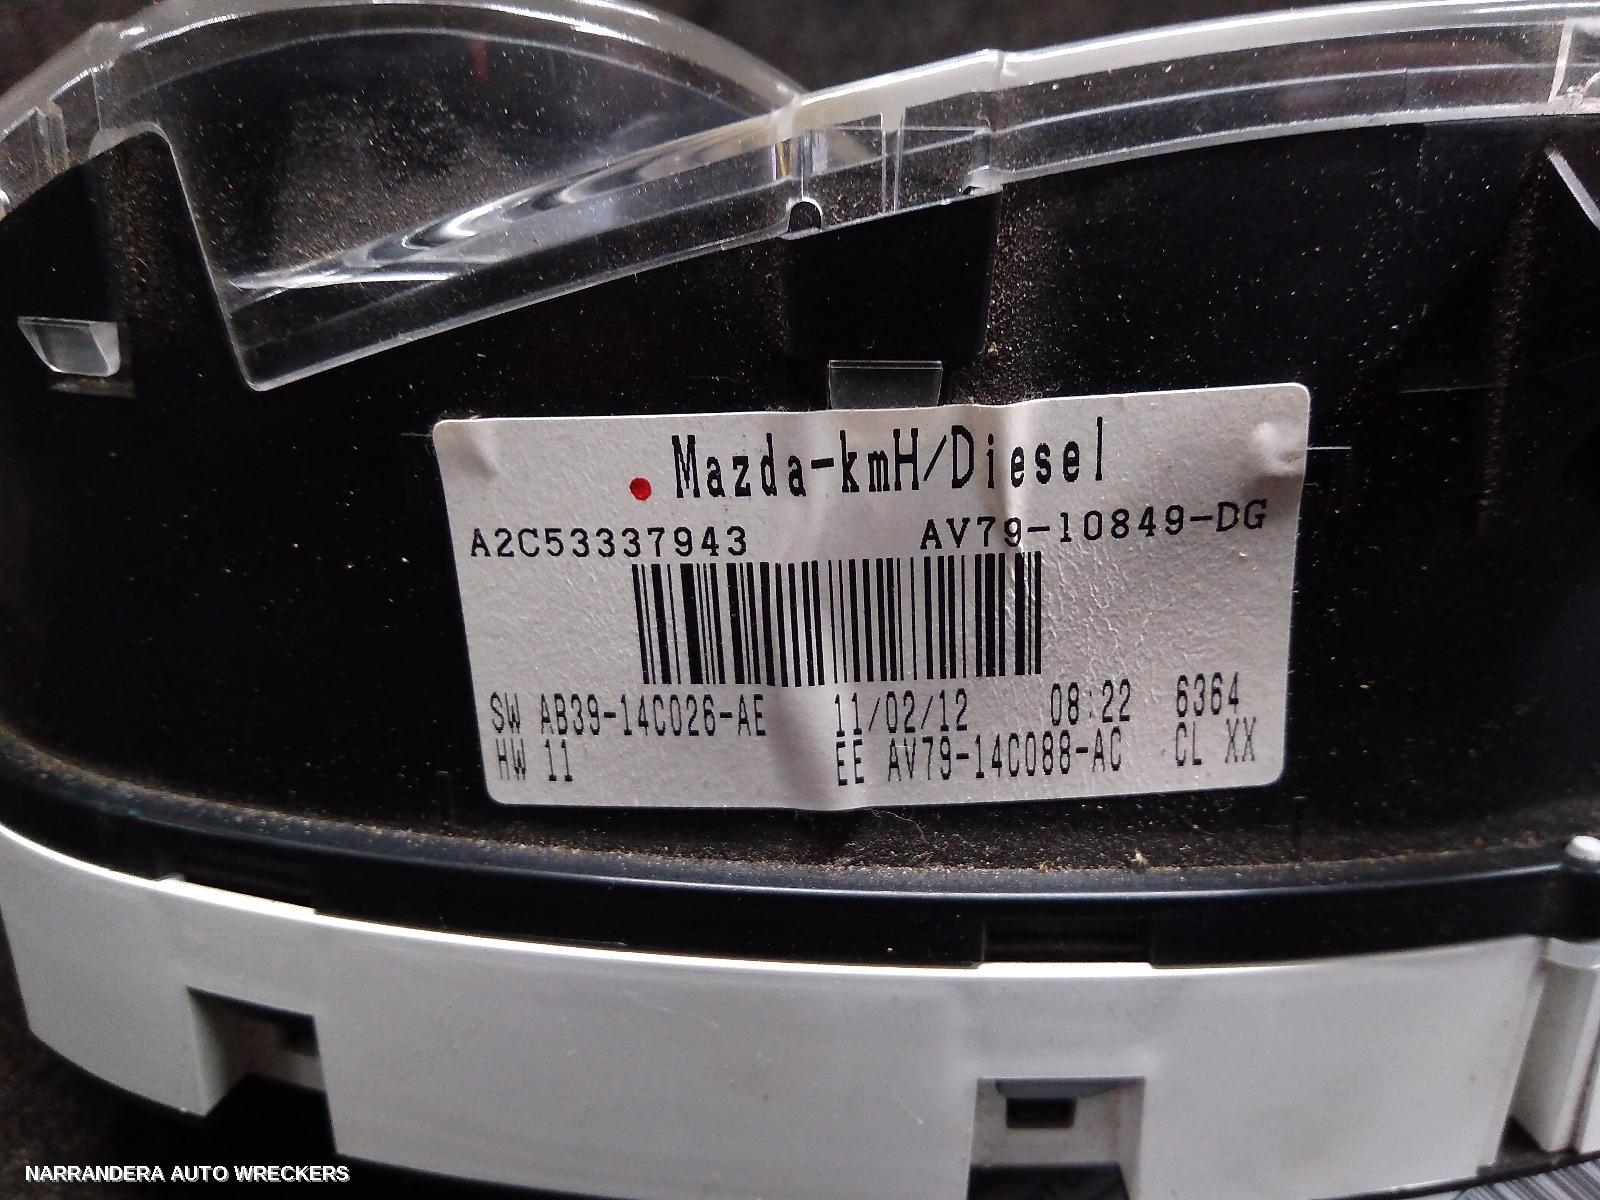 Mazda-kmH/Diesel
A2C53337943 AV79-10849-DG
SW AB39-14C026-AE 11/02/12 08:22 6364
HW 11 EE AV79-14C088-AC CL XX
NARRANDERA AUTO WRECKERS